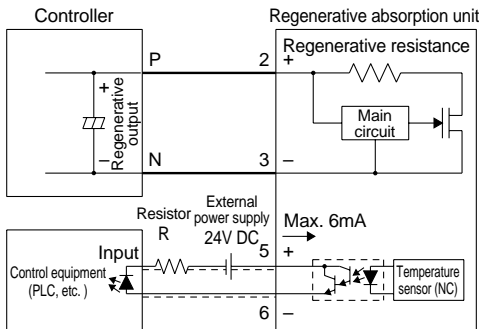 Controller
Regenerative absorption unit
P
2
+
Regenerative resistance
+
Regenerative
output
–
Main
circuit
N
3
–
Resistor
R
External
power supply
24V DC
Max. 6mA
5
+
Input
Control equipment
(PLC, etc. )
Temperature
sensor (NC)
6
–